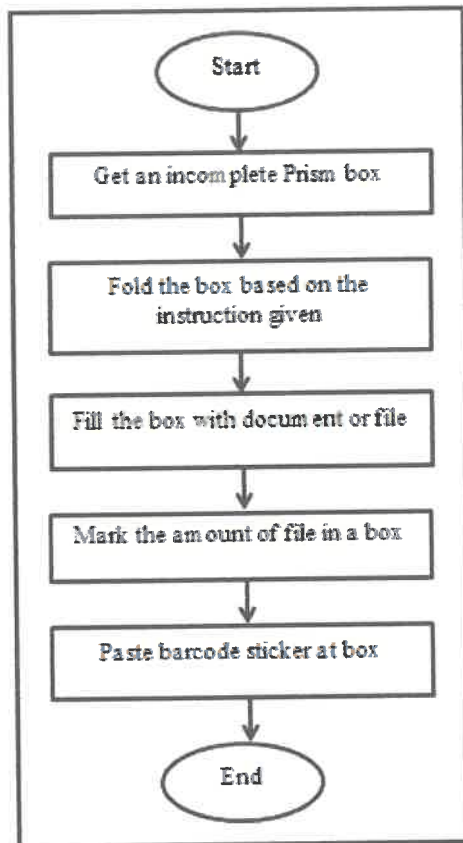 Start
Get an incomplete Prism box
Fold the box based on the
instruction given
Fill the box with document or file
Mark the amount of file in a box
Paste barcode sticker at box
End